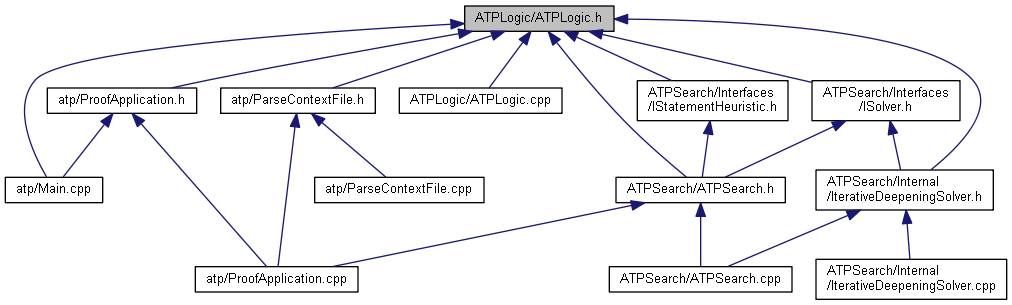 ATPLogic/ATPLogic.h
atp/ProofApplication.h
atp/ParseContextFile.h
ATPLogic/ATPLogic.cpp
ATPSearch/Interfaces
/IStatementHeuristic.h
ATPSearch/Interfaces
/ISolver.h
atp/Main.cpp
atp/ParseContextFile.cpp
ATPSearch/ATPSearch.h
ATPSearch/Internal
/IterativeDeepeningSolver.h
atp/ProofApplication.cpp
ATPSearch/ATPSearch.cpp
ATPSearch/Internal
/IterativeDeepeningSolver.cpp